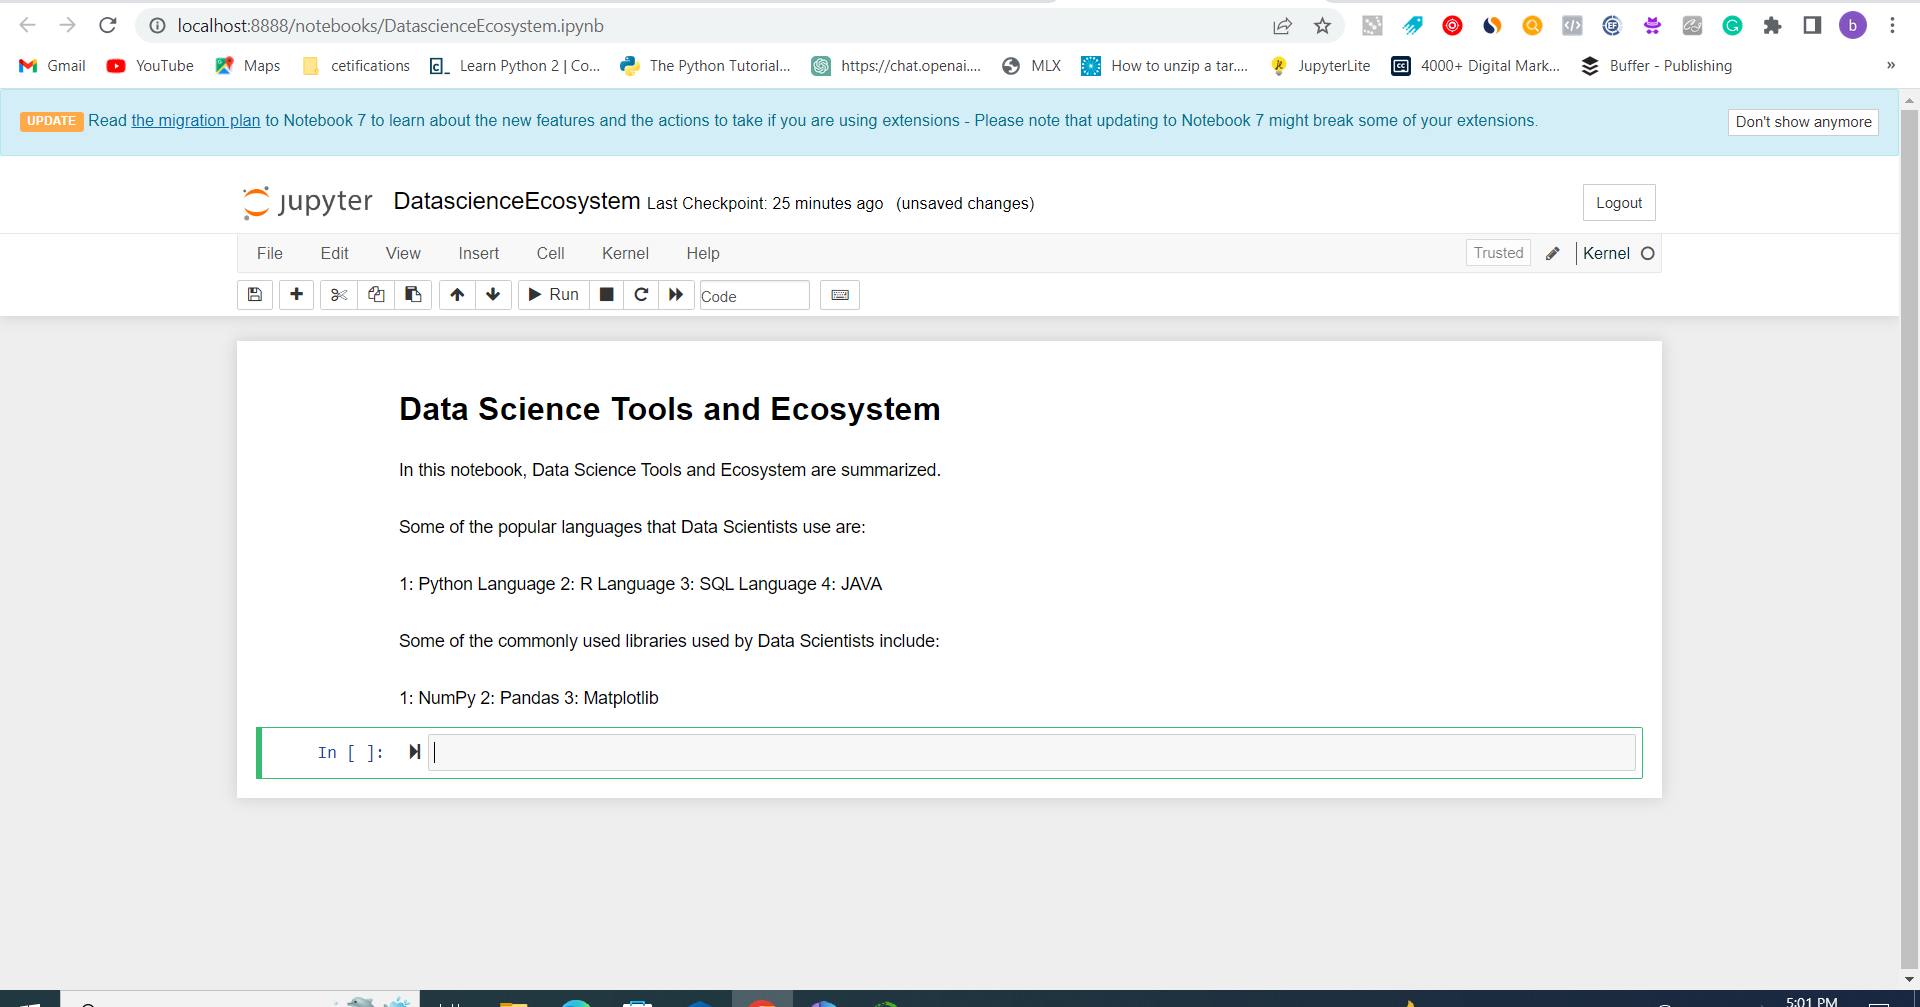 localhost:8888/notebooks/DatascienceEcosystem.ipynb
b
Gmail YouTube Maps cetifications Learn Python 2 | Co... The Python Tutorial... https://chat.openai.... MLX How to unzip a tar.... JupyterLite 4000+ Digital Mark... Buffer - Publishing »
UPDATE Read the migration plan to Notebook 7 to learn about the new features and the actions to take if you are using extensions - Please note that updating to Notebook 7 might break some of your extensions. Don't show anymore
jupyter DatascienceEcosystem Last Checkpoint: 25 minutes ago (unsaved changes) Logout
File Edit View Insert Cell Kernel Help Trusted Kernel
Run Code
Data Science Tools and Ecosystem
In this notebook, Data Science Tools and Ecosystem are summarized.
Some of the popular languages that Data Scientists use are:
1: Python Language 2: R Language 3: SQL Language 4: JAVA
Some of the commonly used libraries used by Data Scientists include:
1: NumPy 2: Pandas 3: Matplotlib
In [ ]:
5:01 PM